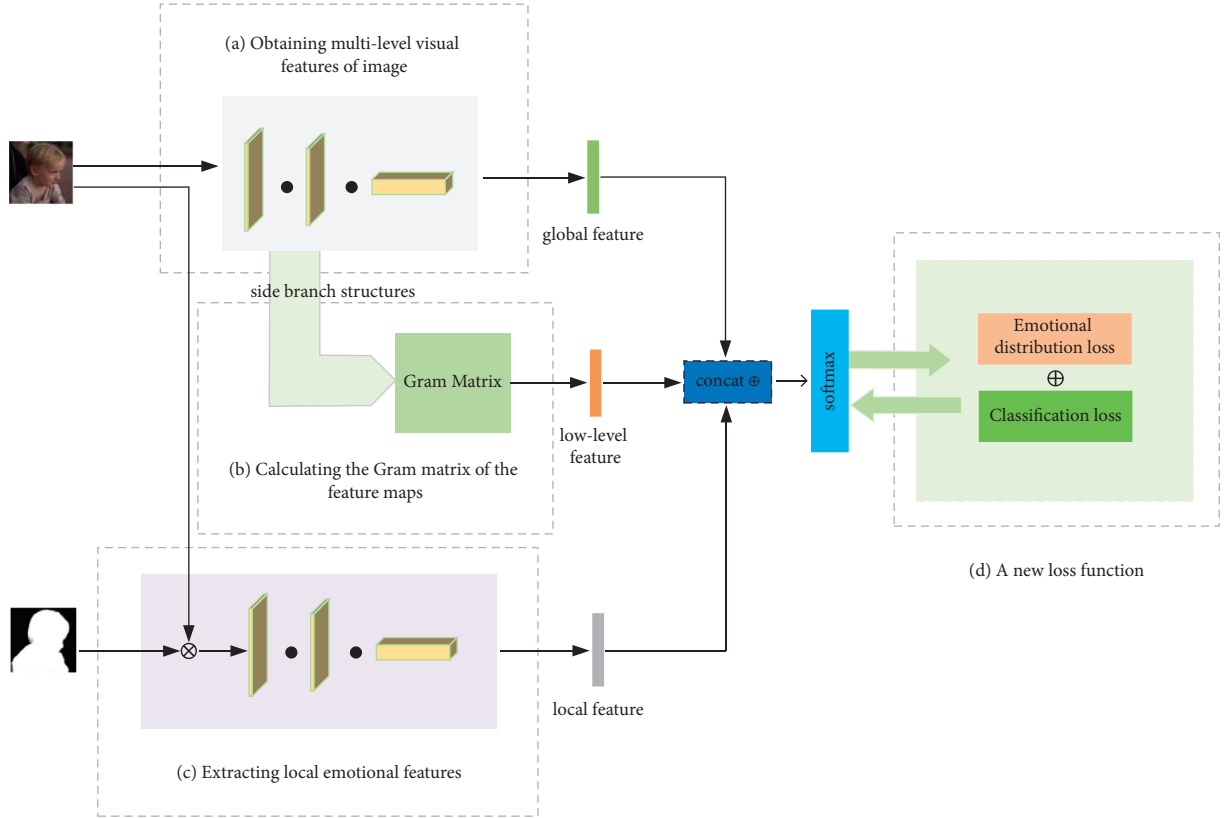 (a) Obtaining multi-level visual
features of image
global feature
side branch structures
Gram Matrix
low-level
feature
(b) Calculating the Gram matrix of the
feature maps
concat ⊕
softmax
Emotional
distribution loss
⊕
Classification loss
(d) A new loss function
local feature
(c) Extracting local emotional features